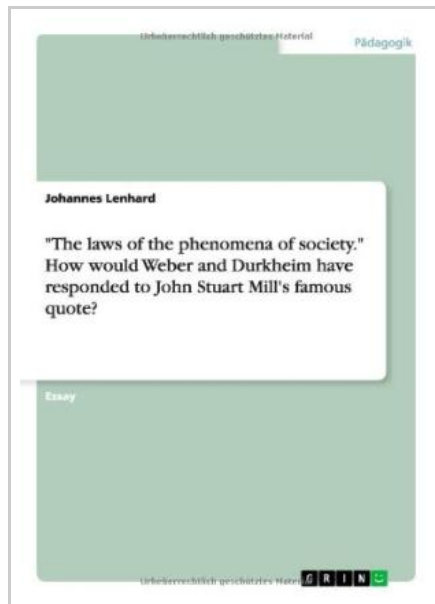 Urheberrechtlich geschütztes Material
Pädagogik
Johannes Lenhard
"The laws of the phenomena of society."
How would Weber and Durkheim have
responded to John Stuart Mill's famous
quote?
Essay
Urheberrechtlich geschütztes Mater
GRIN